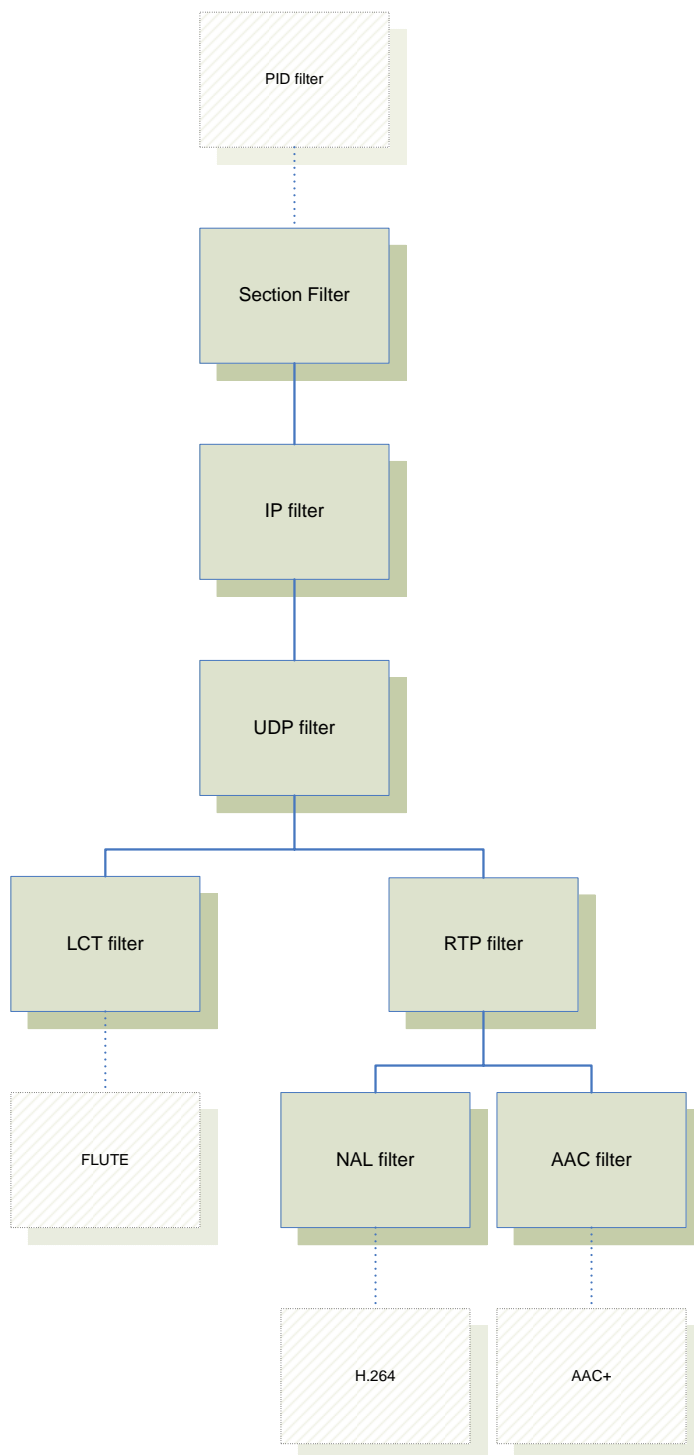 PID filter
Section Filter
IP filter
UDP filter
LCT filter
RTP filter
FLUTE
NAL filter
AAC filter
H.264
AAC+